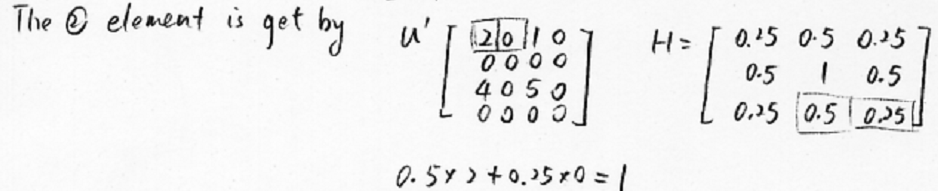 The ② element is get by u' [ 2 0 1 0 H = [ 0.25 0.5 0.25 ]
0 0 0 0 0.5 1 0.5
4 0 5 0 0.25 0.5 0.25
0 0 0 0 ]
0.5 × 2 + 0.25 × 0 = 1